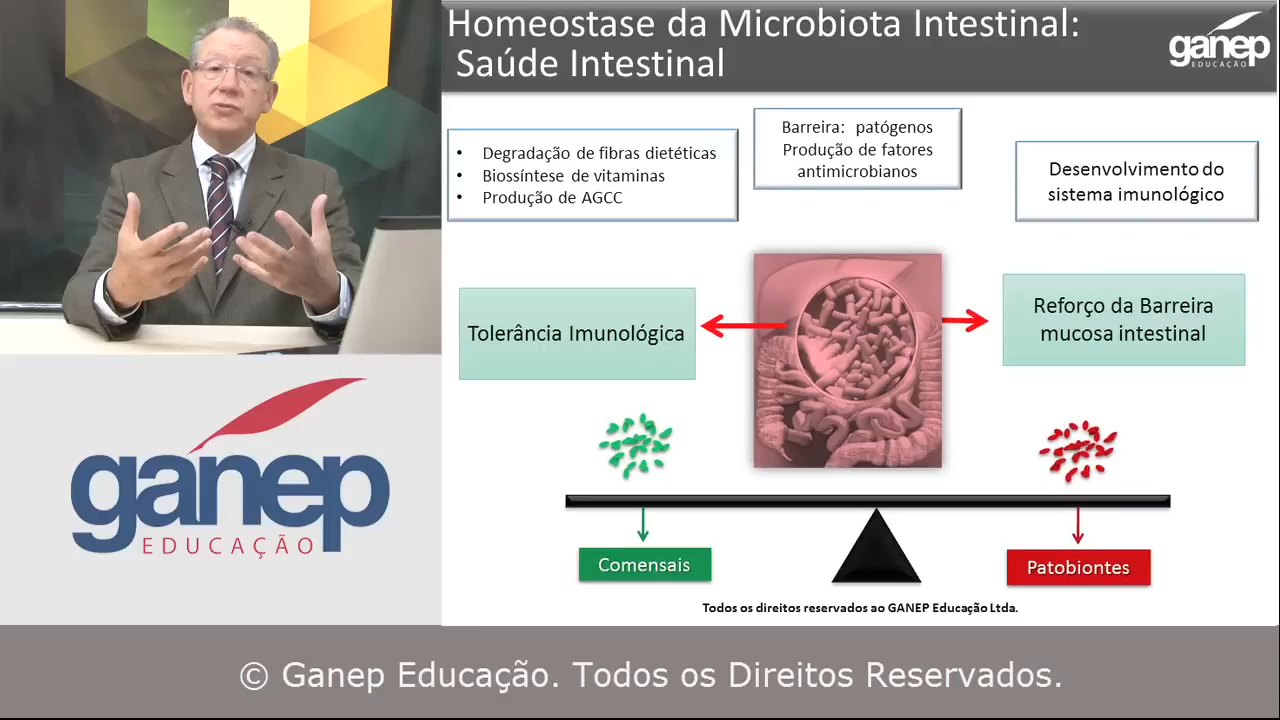 Homeostase da Microbiota Intestinal:
Saúde Intestinal
ganep
EDUCAÇÃO
• Degradação de fibras dietéticas
• Biossíntese de vitaminas
• Produção de AGCC
Barreira: patógenos
Produção de fatores
antimicrobianos
Desenvolvimento do
sistema imunológico
Tolerância Imunológica
Reforço da Barreira
mucosa intestinal
Comensais
Patobiontes
Todos os direitos reservados ao GANEP Educação Ltda.
ganep
EDUCAÇÃO
© Ganep Educação. Todos os Direitos Reservados.